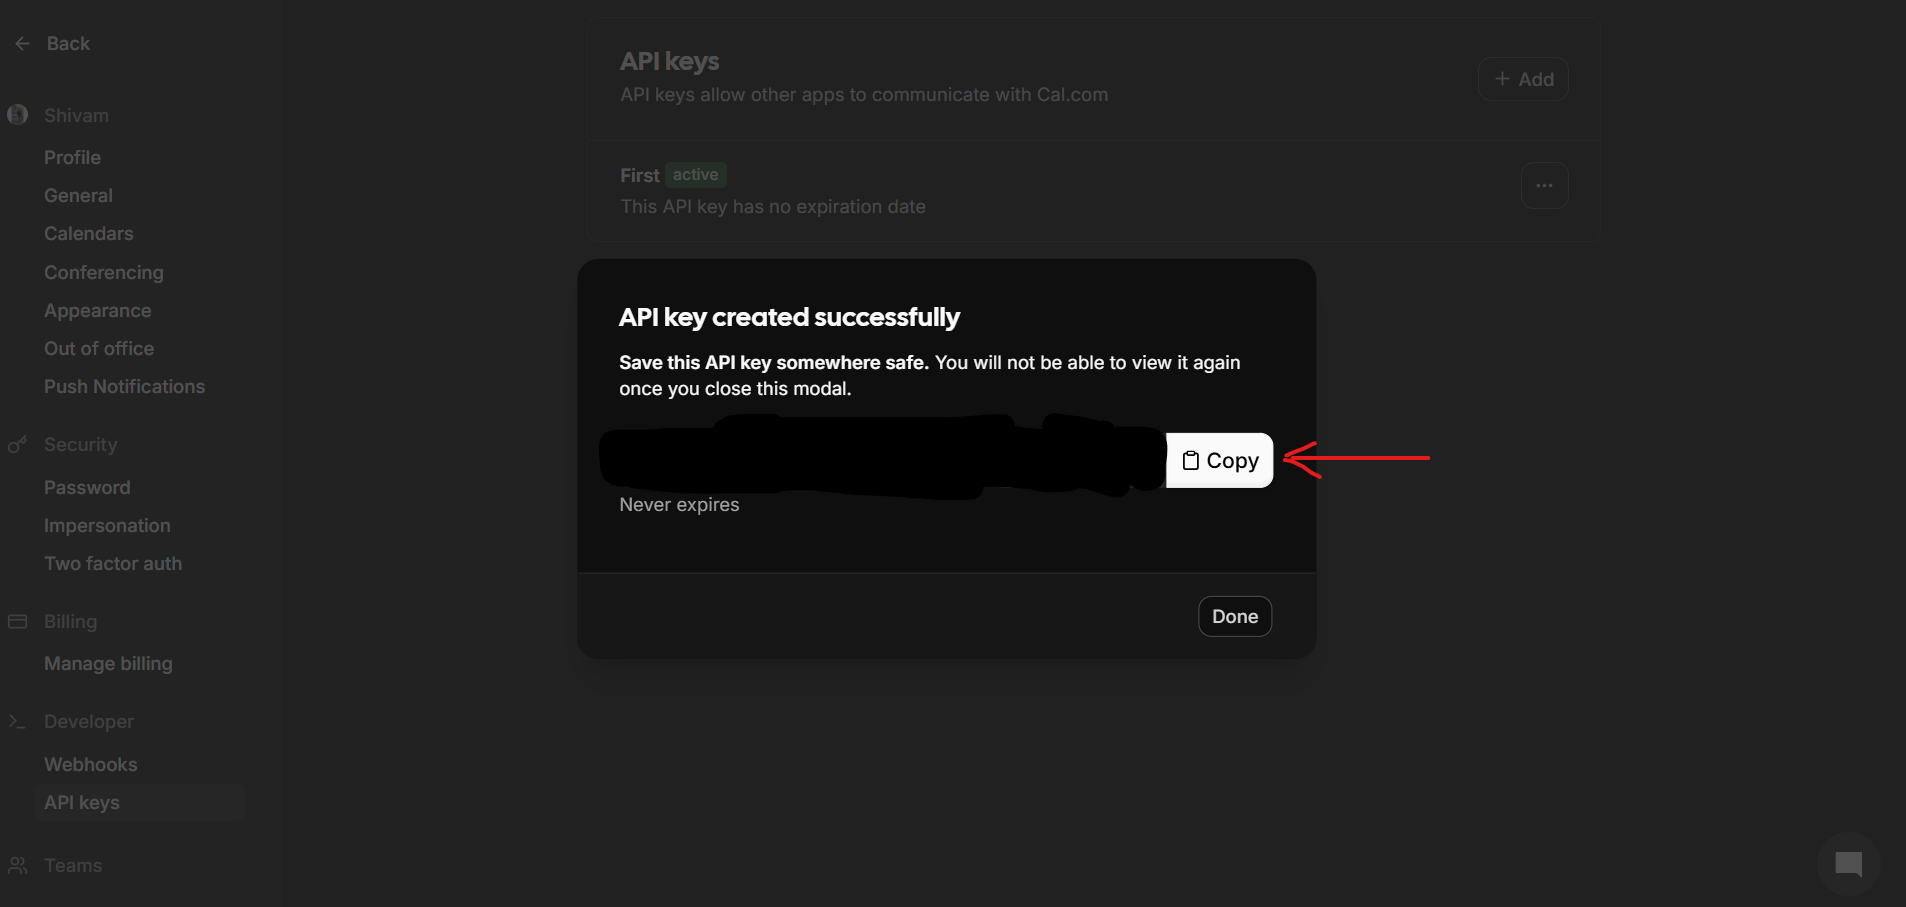 Back
Shivam
Profile
General
Calendars
Conferencing
Appearance
Out of office
Push Notifications
Security
Password
Impersonation
Two factor auth
Billing
Manage billing
Developer
Webhooks
API keys
Teams
API keys
API keys allow other apps to communicate with Cal.com
+ Add
First active
This API key has no expiration date
API key created successfully
Save this API key somewhere safe. You will not be able to view it again
once you close this modal.
Copy
Never expires
Done